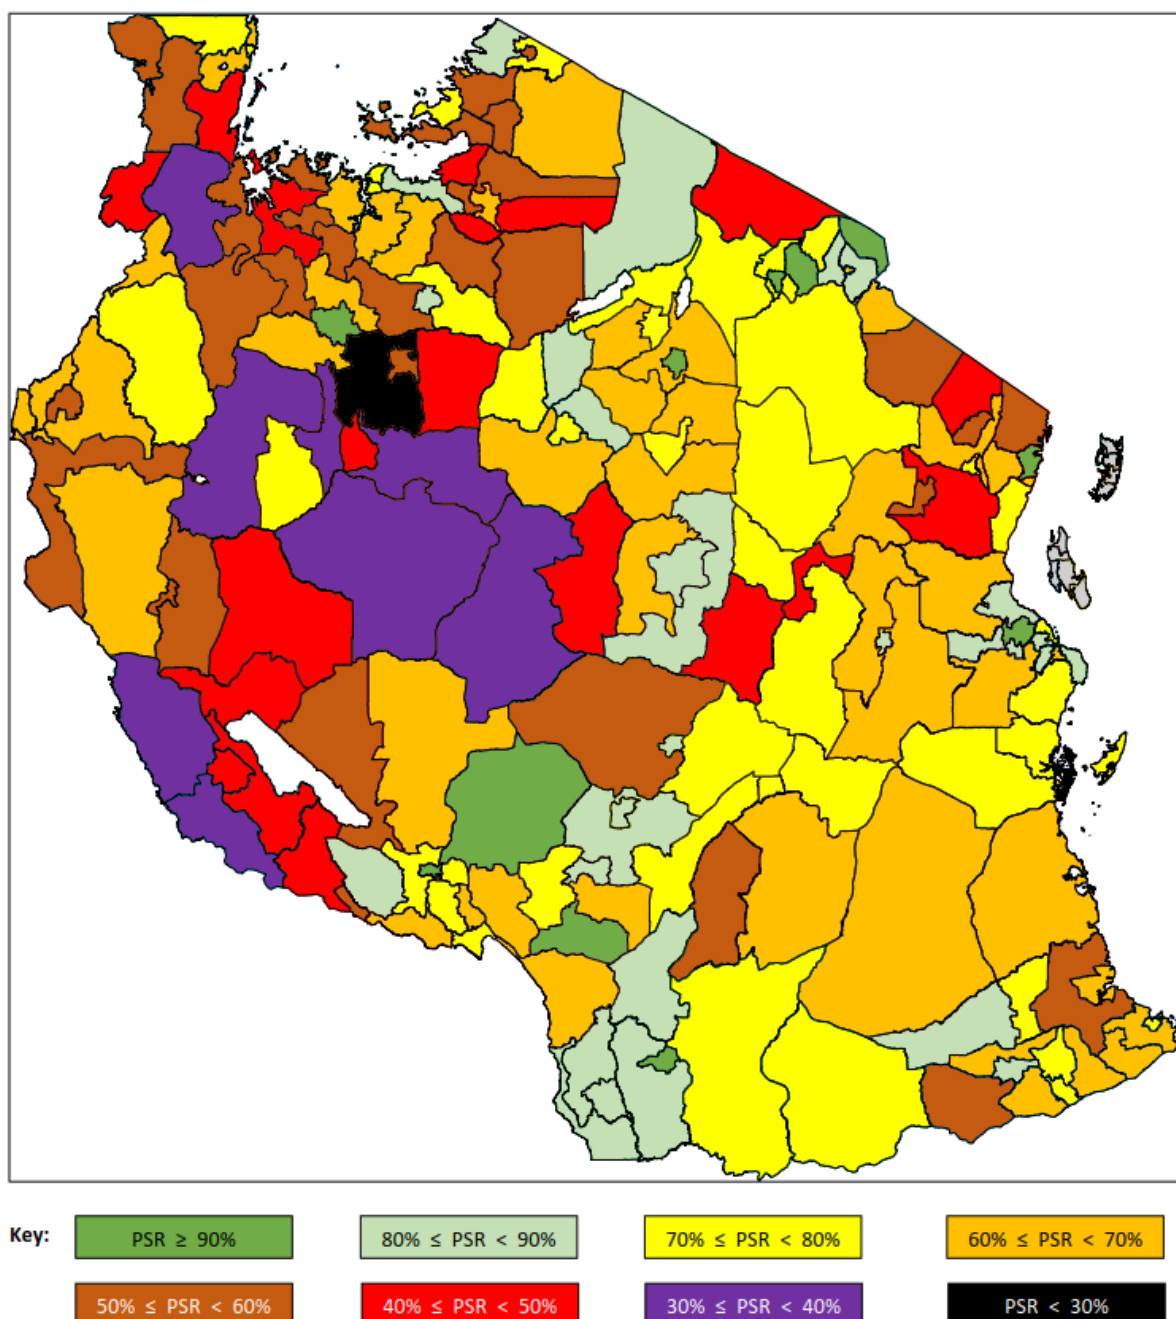 Key: PSR ≥ 90% 80% ≤ PSR < 90% 70% ≤ PSR < 80% 60% ≤ PSR < 70%
50% ≤ PSR < 60% 40% ≤ PSR < 50% 30% ≤ PSR < 40% PSR < 30%